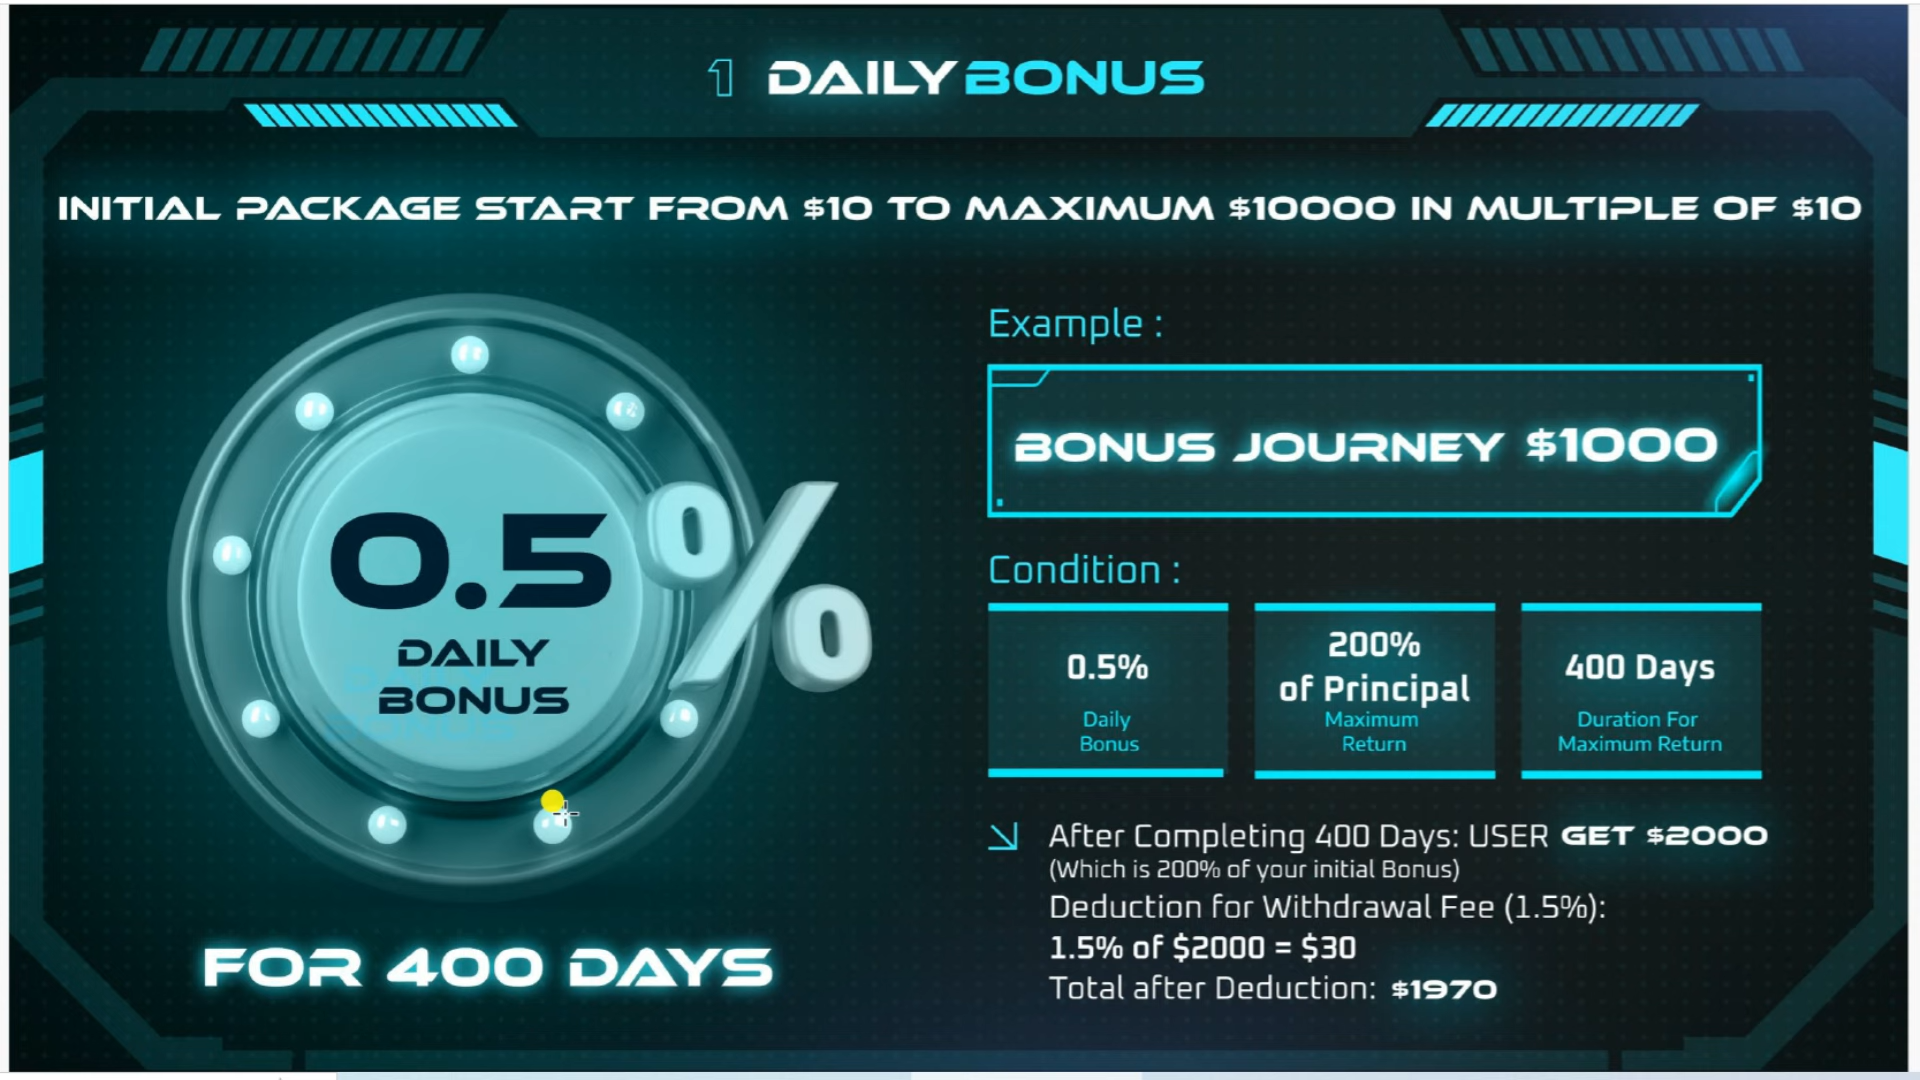 1 DAILY BONUS
INITIAL PACKAGE START FROM $10 TO MAXIMUM $10000 IN MULTIPLE OF $10
0.5%
DAILY
BONUS
FOR 400 DAYS
Example :
BONUS JOURNEY $1000
Condition :
0.5%
Daily
Bonus
200%
of Principal
Maximum
Return
400 Days
Duration For
Maximum Return
After Completing 400 Days: USER GET $2000
(Which is 200% of your initial Bonus)
Deduction for Withdrawal Fee (1.5%):
1.5% of $2000 = $30
Total after Deduction: $1970